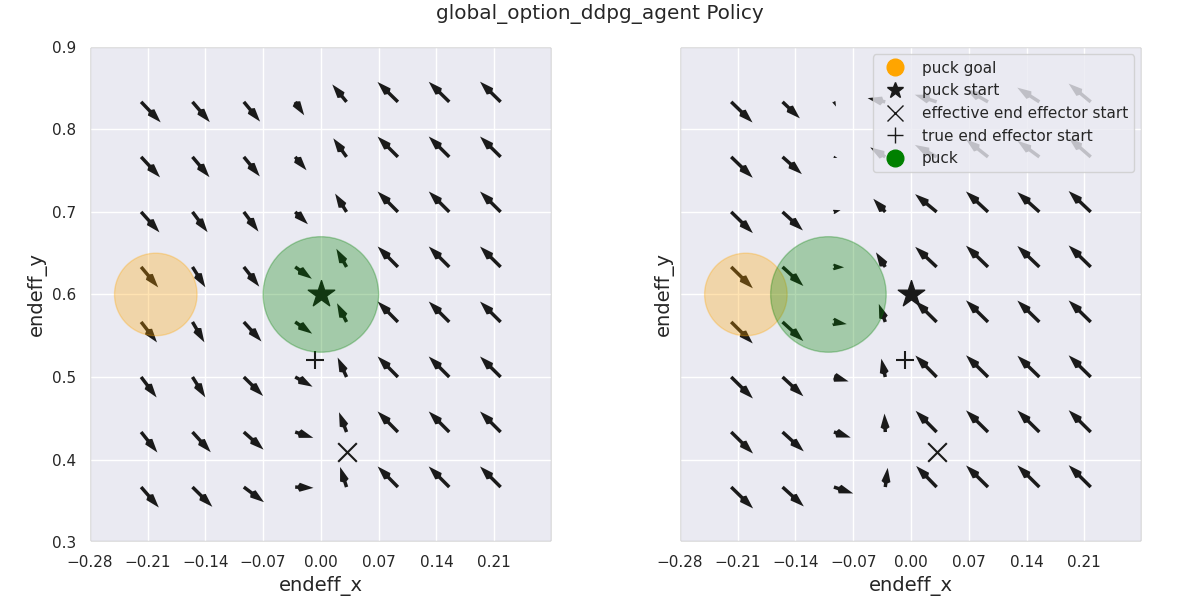 global_option_ddpg_agent Policy
endeff_y
0.9
0.8
0.7
0.6
0.5
0.4
0.3
−0.28 −0.21 −0.14 −0.07 0.00 0.07 0.14 0.21
endeff_x
endeff_y
puck goal
puck start
effective end effector start
true end effector start
puck
−0.28 −0.21 −0.14 −0.07 0.00 0.07 0.14 0.21
endeff_x